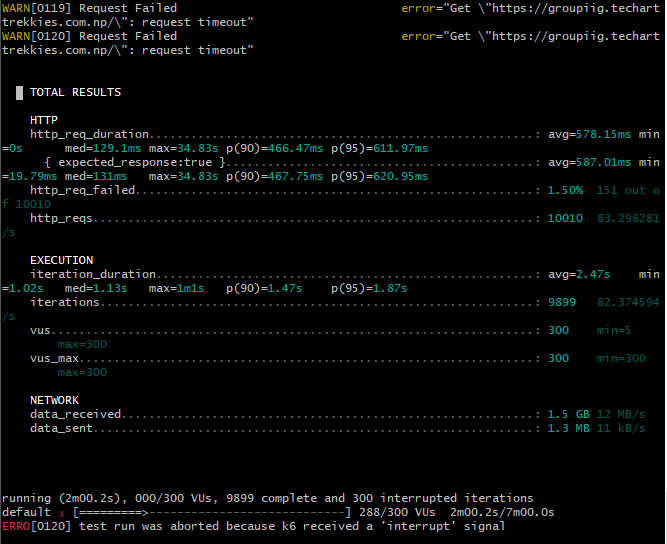 WARN[0119] Request Failed error="Get \"https://groupiig.techart
trekkies.com.np/\": request timeout"
WARN[0120] Request Failed error="Get \"https://groupiig.techart
trekkies.com.np/\": request timeout"
TOTAL RESULTS
HTTP
http_req_duration.......................................................: avg=578.15ms min
=0s med=129.1ms max=34.83s p(90)=466.47ms p(95)=611.97ms
{ expected_response:true }............................................: avg=587.01ms min
=19.79ms med=131ms max=34.83s p(90)=467.75ms p(95)=620.95ms
http_req_failed.........................................................: 1.50% 151 out o
f 10010
http_reqs...............................................................: 10010 83.298281
/s
EXECUTION
iteration_duration......................................................: avg=2.47s min
=1.02s med=1.13s max=1m1s p(90)=1.47s p(95)=1.87s
iterations..............................................................: 9899 82.374594
/s
vus.....................................................................: 300 min=5
max=300
vus_max.................................................................: 300 min=300
max=300
NETWORK
data_received...........................................................: 1.5 GB 12 MB/s
data_sent...............................................................: 1.3 MB 11 kB/s
running (2m00.2s), 000/300 VUs, 9899 complete and 300 interrupted iterations
default ✗ [=========>----------------------------] 288/300 VUs 2m00.2s/7m00.0s
ERRO[0120] test run was aborted because k6 received a 'interrupt' signal